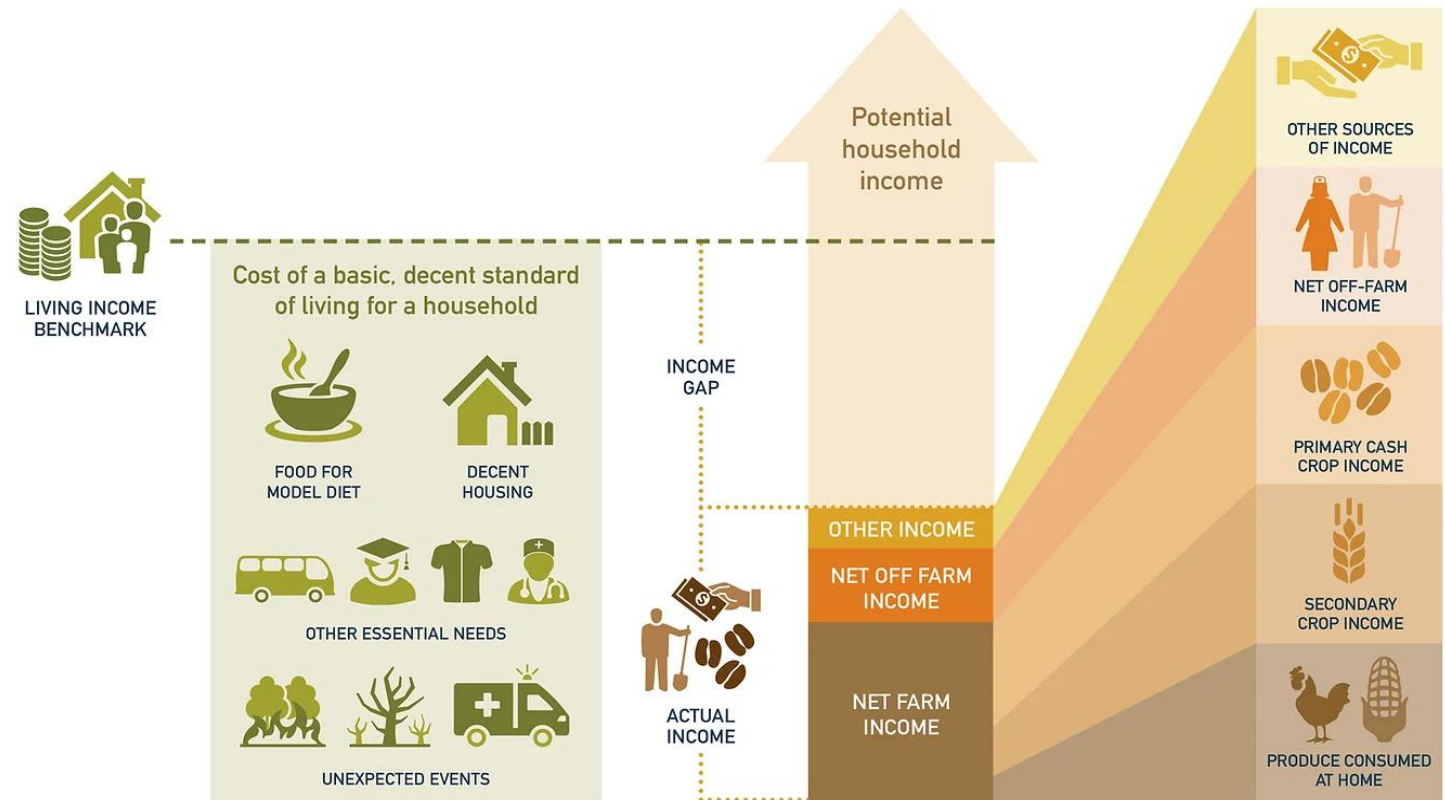 LIVING INCOME
BENCHMARK
Cost of a basic, decent standard
of living for a household
FOOD FOR
MODEL DIET
DECENT
HOUSING
OTHER ESSENTIAL NEEDS
UNEXPECTED EVENTS
INCOME
GAP
ACTUAL
INCOME
Potential
household
income
OTHER INCOME
NET OFF FARM
INCOME
NET FARM
INCOME
OTHER SOURCES
OF INCOME
NET OFF-FARM
INCOME
PRIMARY CASH
CROP INCOME
SECONDARY
CROP INCOME
PRODUCE CONSUMED
AT HOME